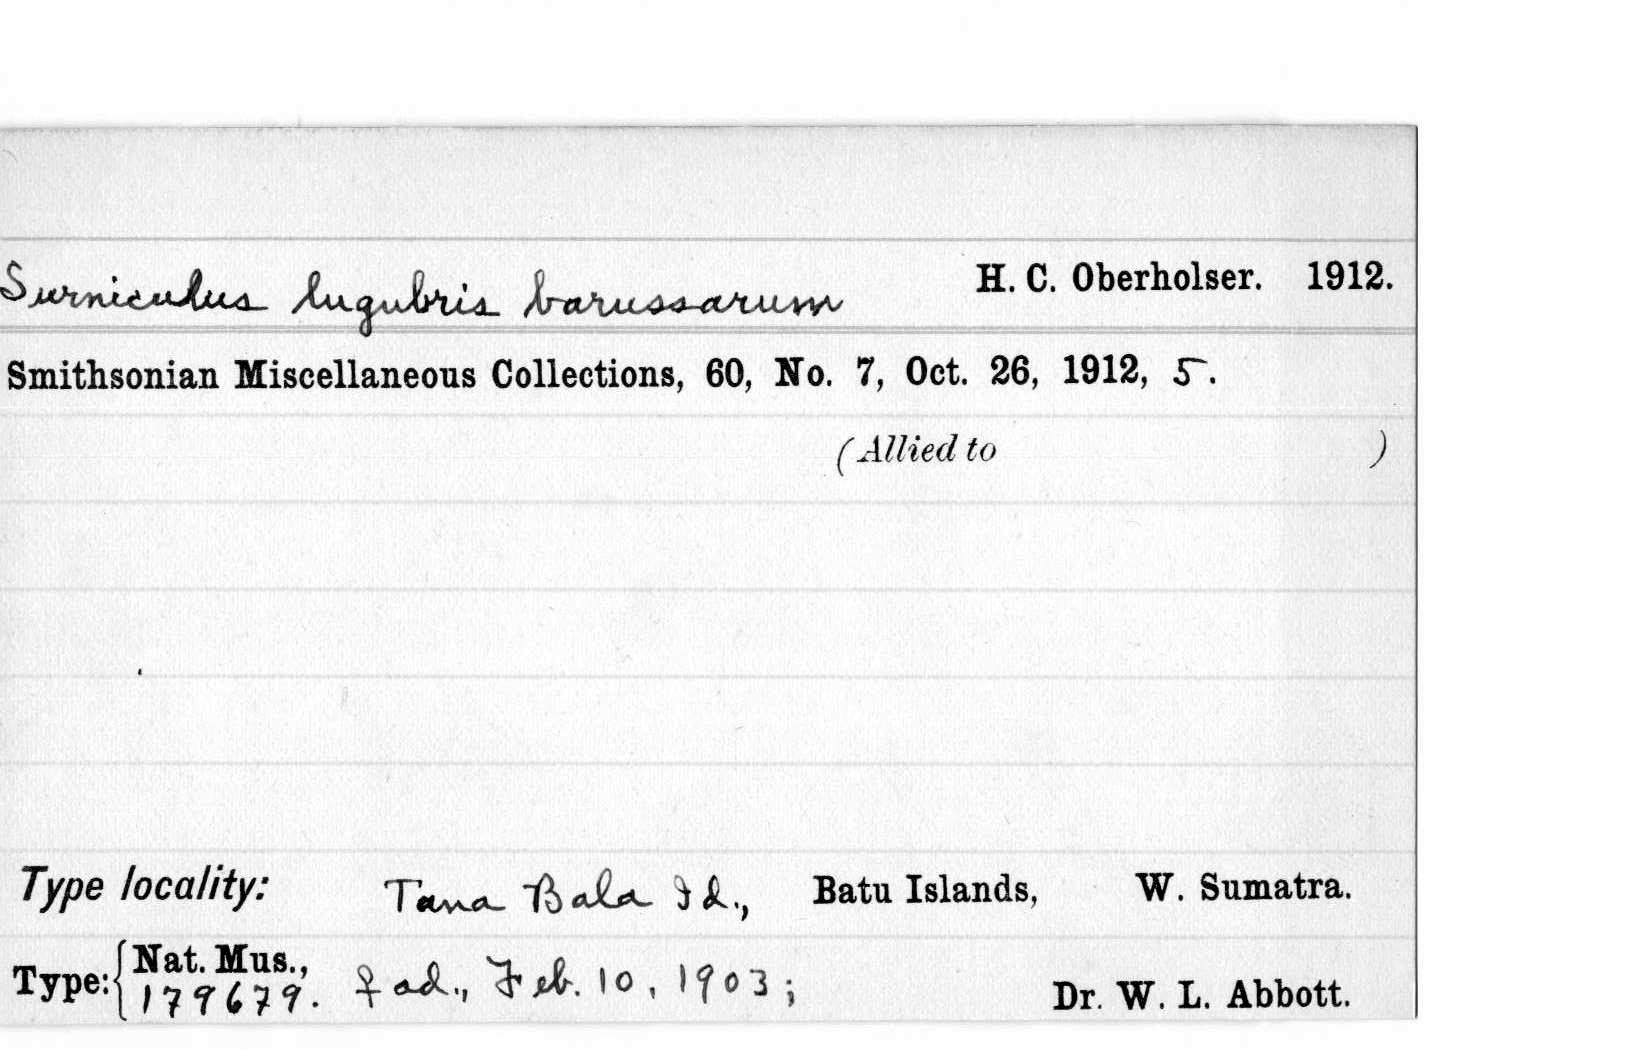 Surniculus lugubris barussarum H. C. Oberholser. 1912.
Smithsonian Miscellaneous Collections, 60, No. 7, Oct. 26, 1912, 5.
(Allied to )
Type locality: Tana Bala Id., Batu Islands, W. Sumatra.
Type: { Nat. Mus.,
179679. ♀ ad., Feb. 10, 1903; Dr. W. L. Abbott.